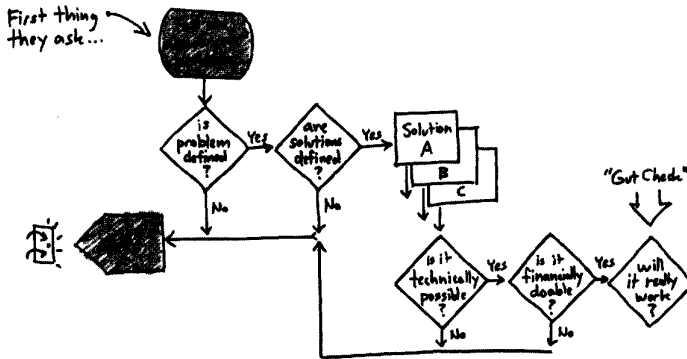 First thing
they ask...
is
problem
defined
?
Yes
No
are
solutions
defined
?
Yes
No
Solution
A
B
C
"Gut Check"
Is it
technically
possible
?
Yes
No
Is it
financially
doable
?
Yes
No
will
it really
work
?